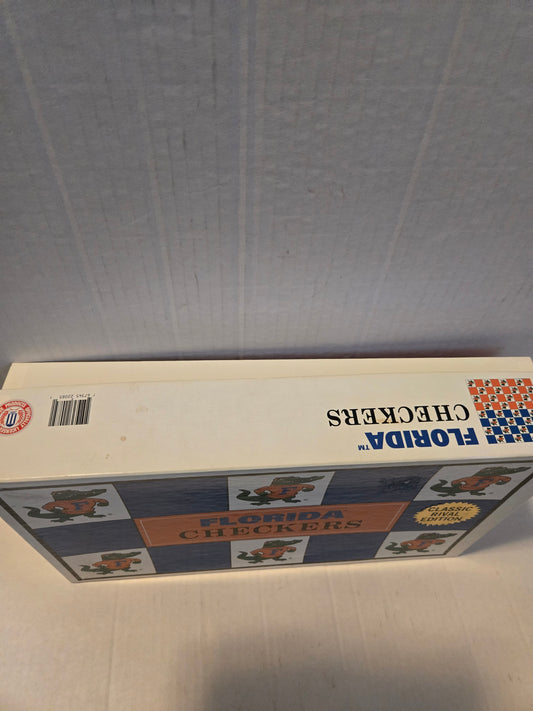 FLORIDA™
CHECKERS
FLORIDA
CHECKERS
CLASSIC
RIVAL
EDITION